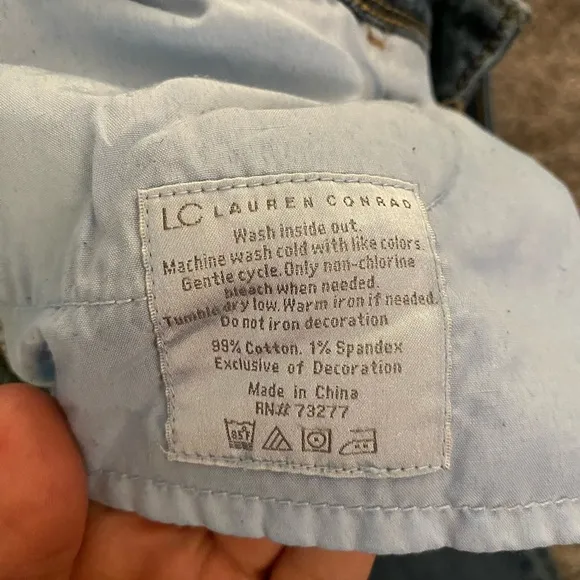 LC LAUREN CONRAD
Wash inside out.
Machine wash cold with like colors.
Gentle cycle. Only non-chlorine
bleach when needed.
Tumble dry low. Warm iron if needed.
Do not iron decoration
99% Cotton. 1% Spandex
Exclusive of Decoration
Made in China
RN# 73277
85F